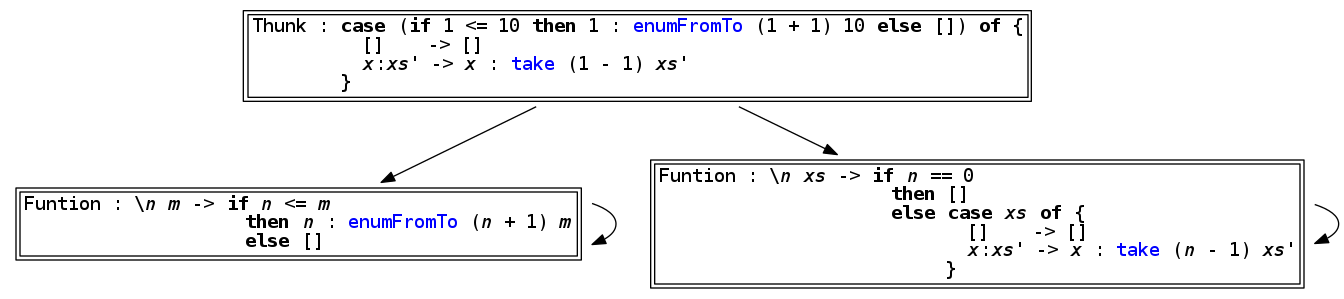 Thunk : case (if 1 <= 10 then 1 : enumFromTo (1 + 1) 10 else []) of {
[] -> []
x:xs' -> x : take (1 - 1) xs'
}
Funtion : \n m -> if n <= m
then n : enumFromTo (n + 1) m
else []
Funtion : \n xs -> if n == 0
then []
else case xs of {
[] -> []
x:xs' -> x : take (n - 1) xs'
}